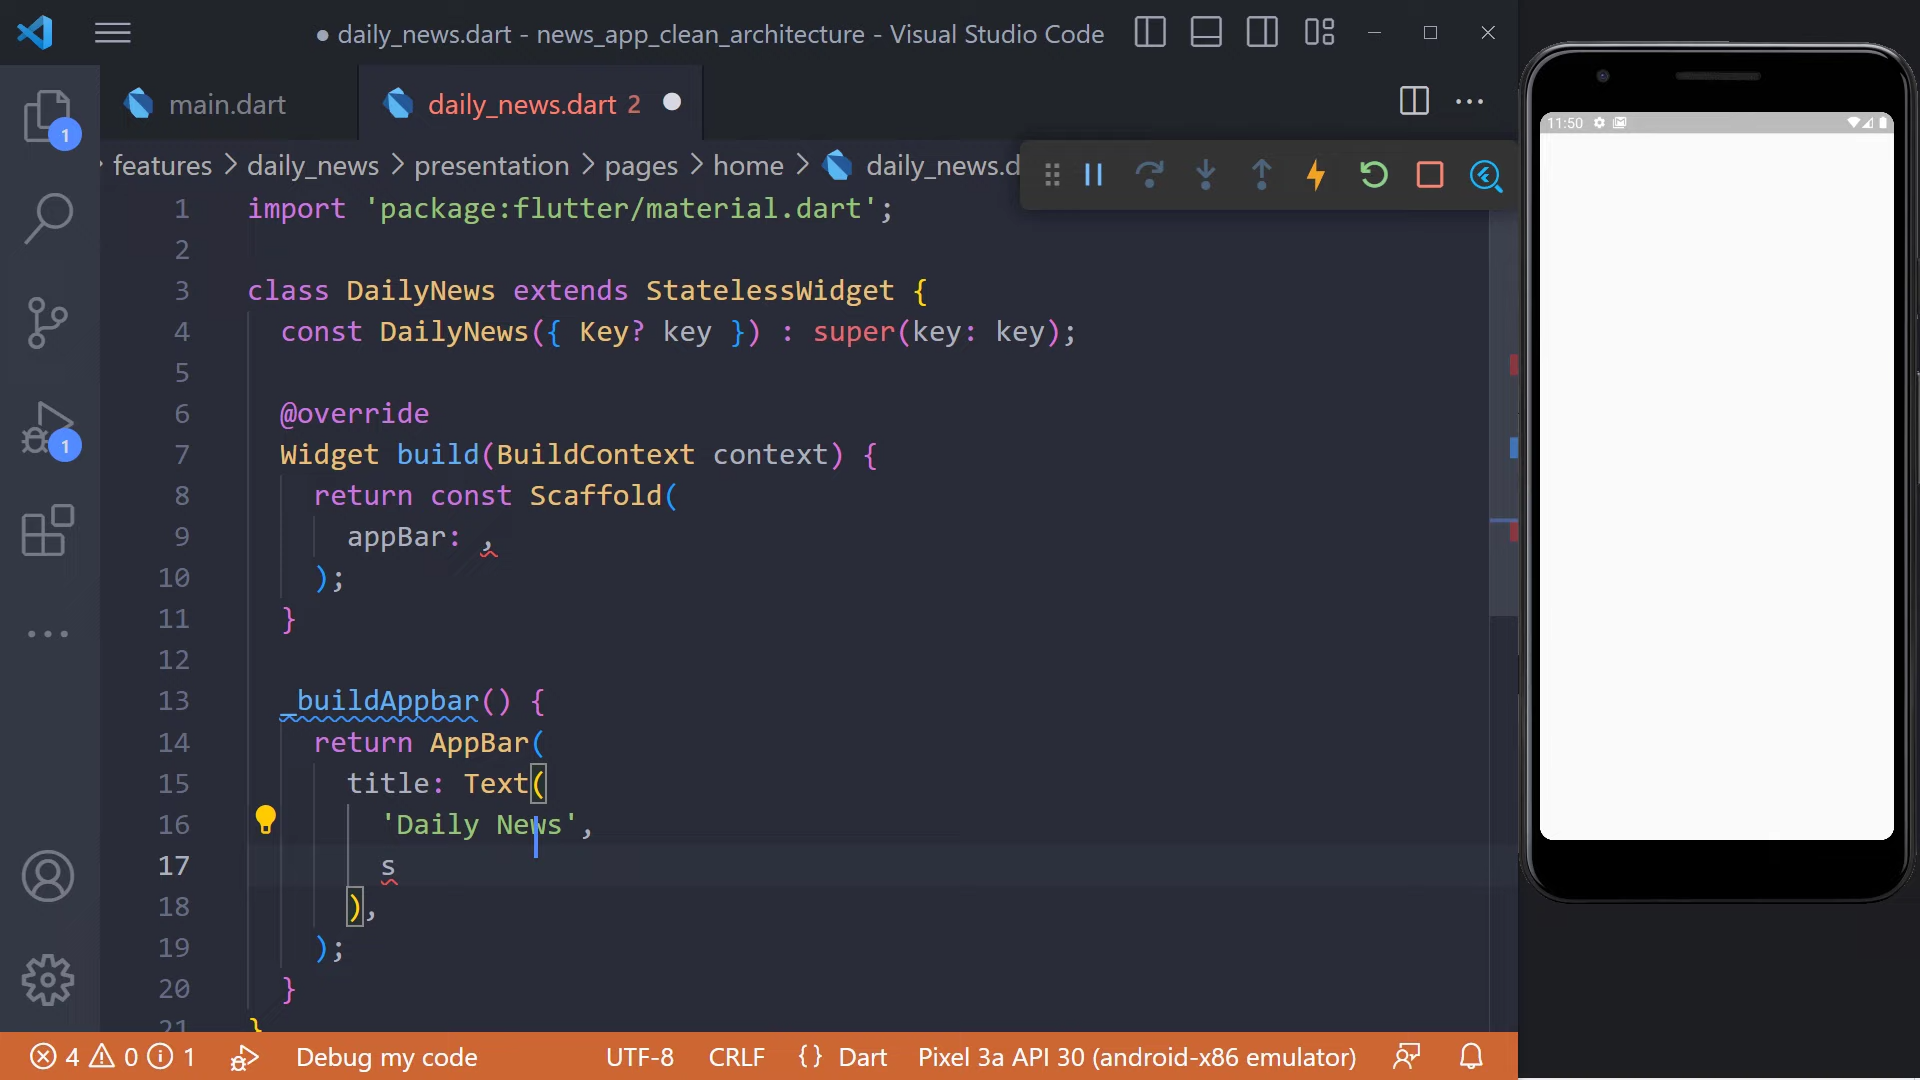 ● daily_news.dart - news_app_clean_architecture - Visual Studio Code
main.dart
daily_news.dart 2
features > daily_news > presentation > pages > home > daily_news.d
1 import 'package:flutter/material.dart';
2
3 class DailyNews extends StatelessWidget {
4 const DailyNews({ Key? key }) : super(key: key);
5
6 @override
7 Widget build(BuildContext context) {
8 return const Scaffold(
9 appBar: ,
10 );
11 }
12
13 _buildAppbar() {
14 return AppBar(
15 title: Text(
16 'Daily News',
17 s
18 ),
19 );
20 }
21 }
1
1
4 0 1 Debug my code UTF-8 CRLF {} Dart Pixel 3a API 30 (android-x86 emulator)
11:50